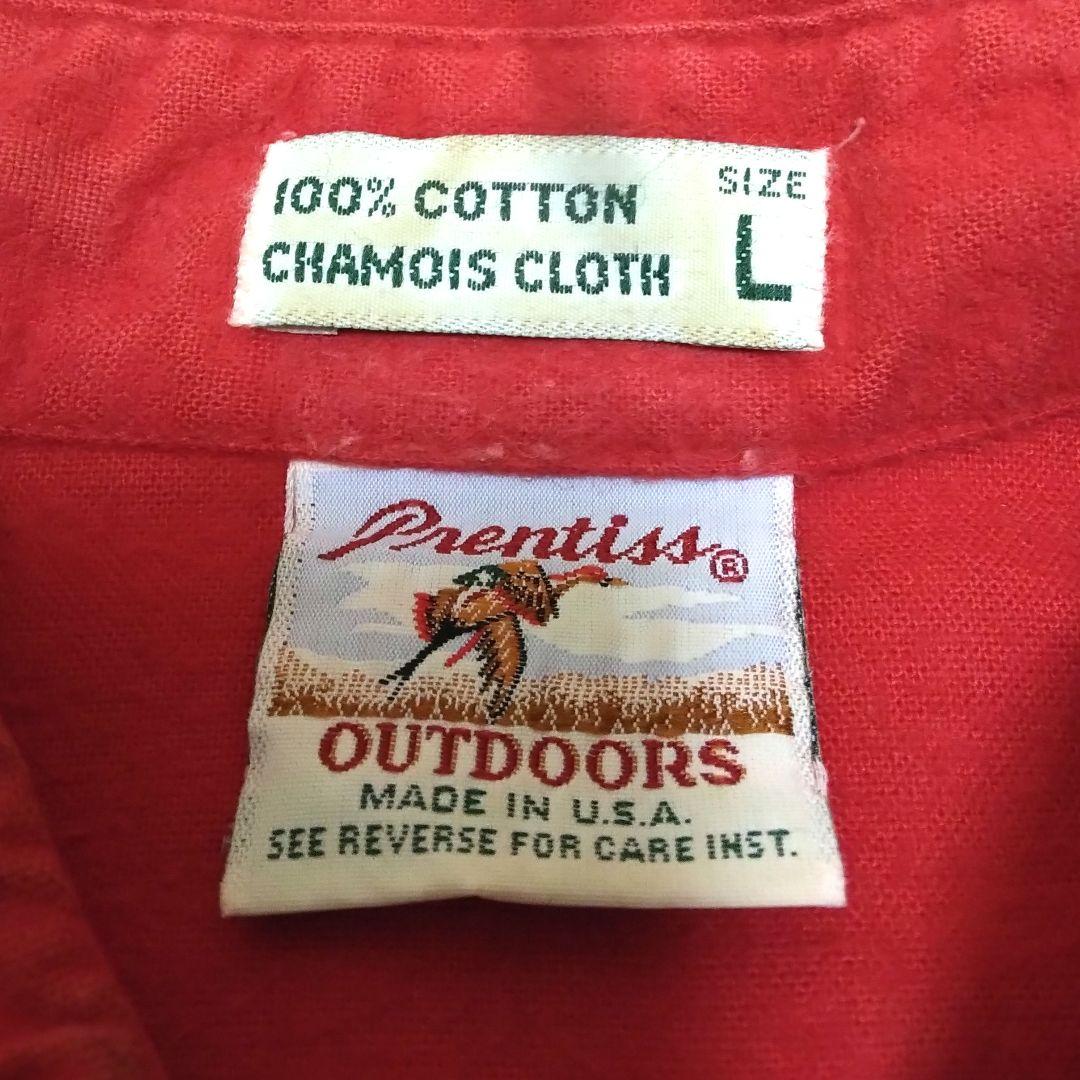 100% COTTON
CHAMOIS CLOTH
SIZE
L
Prentiss®
OUTDOORS
MADE IN U.S.A.
SEE REVERSE FOR CARE INST.